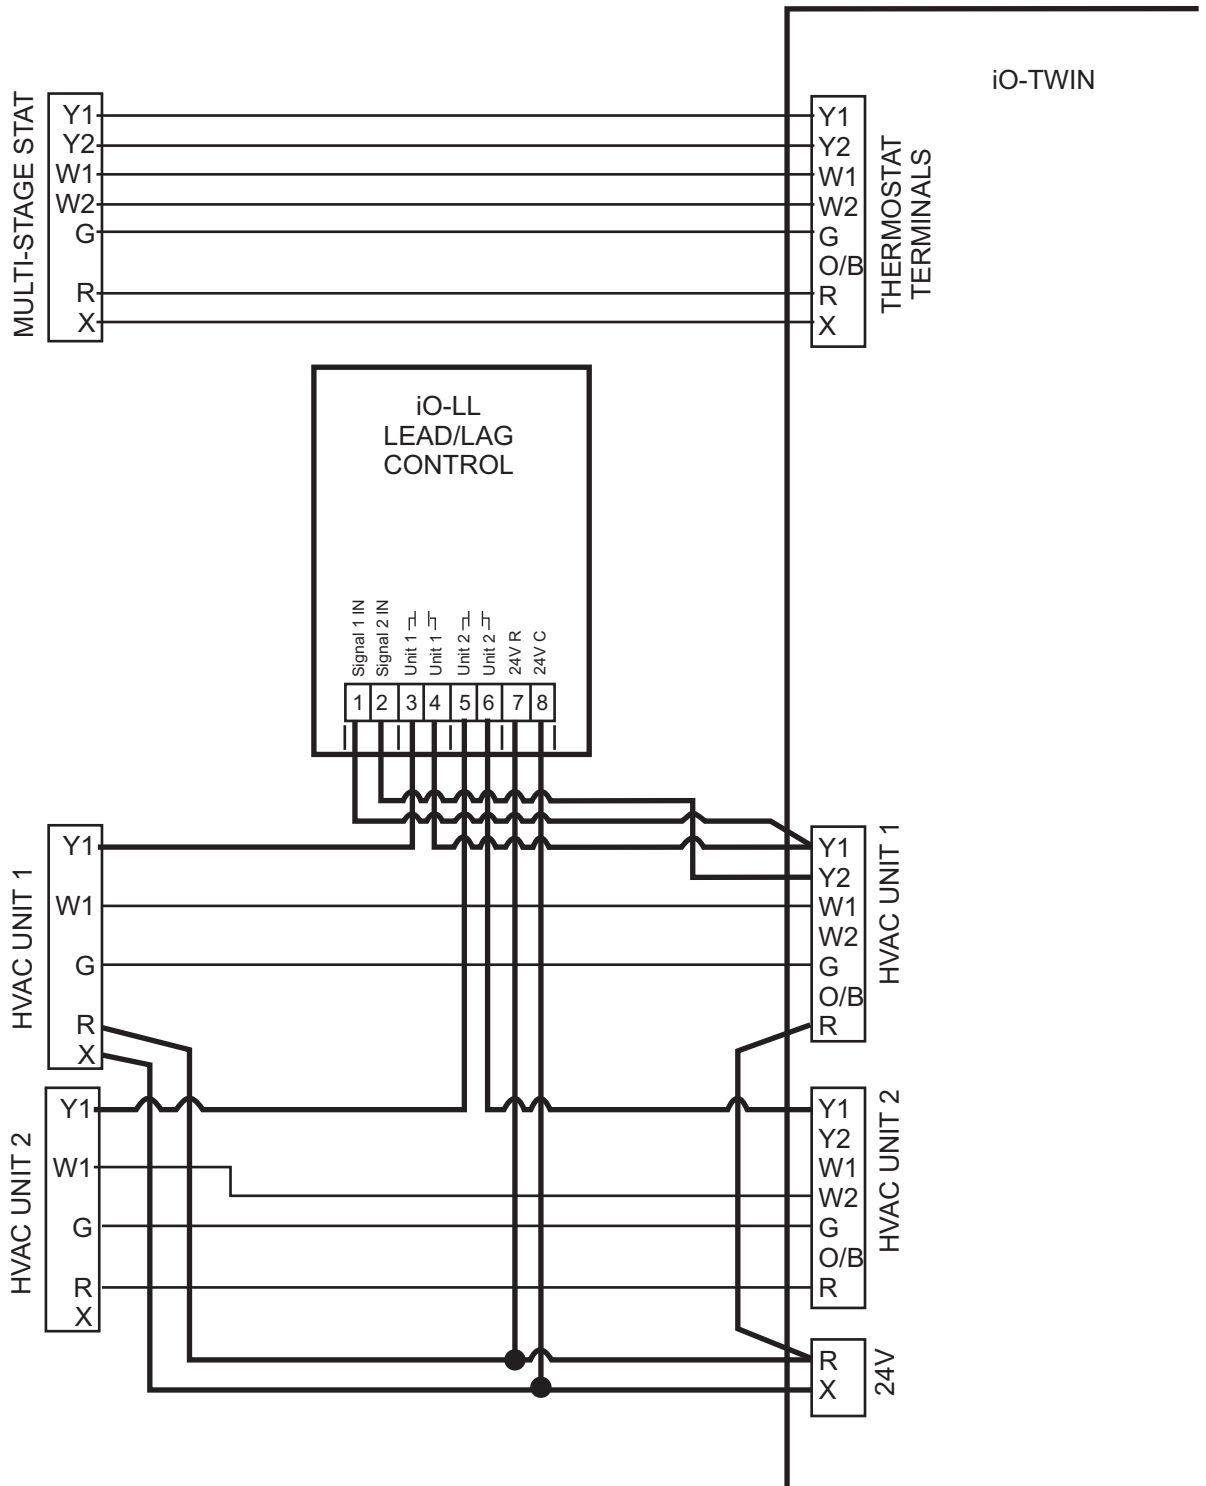 iO-TWIN
MULTI-STAGE STAT
Y1
Y2
W1
W2
G
R
X
Y1
Y2
W1
W2
G
O/B
R
X
THERMOSTAT
TERMINALS
iO-LL
LEAD/LAG
CONTROL
Signal 1 IN
Signal 2 IN
Unit 1
Unit 1
Unit 2
Unit 2
24V R
24V C
1 2 3 4 5 6 7 8
HVAC UNIT 1
Y1
W1
G
R
X
Y1
Y2
W1
W2
G
O/B
R
HVAC UNIT 1
HVAC UNIT 2
Y1
W1
G
R
X
Y1
Y2
W1
W2
G
O/B
R
HVAC UNIT 2
R
X
24V